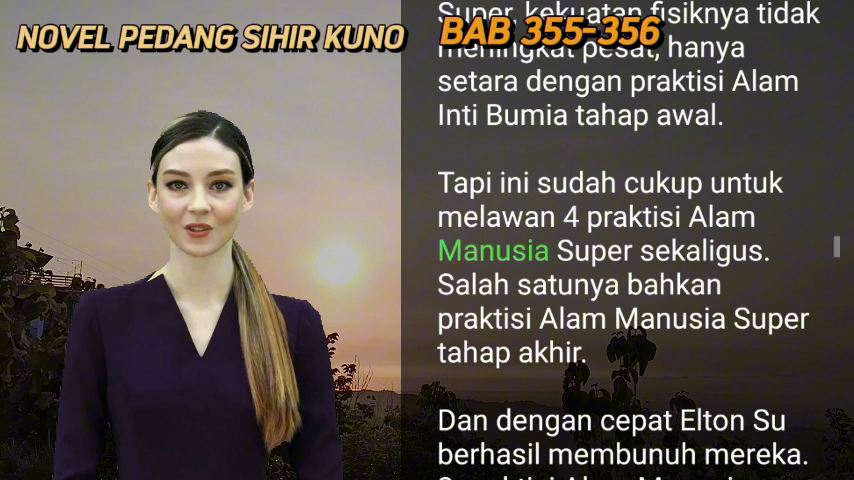 NOVEL PEDANG SIHIR KUNO
BAB 355-356
Super, kekuatan fisiknya tidak
meningkat pesat, hanya
setara dengan praktisi Alam
Inti Bumia tahap awal.
Tapi ini sudah cukup untuk
melawan 4 praktisi Alam
Manusia Super sekaligus.
Salah satunya bahkan
praktisi Alam Manusia Super
tahap akhir.
Dan dengan cepat Elton Su
berhasil membunuh mereka.